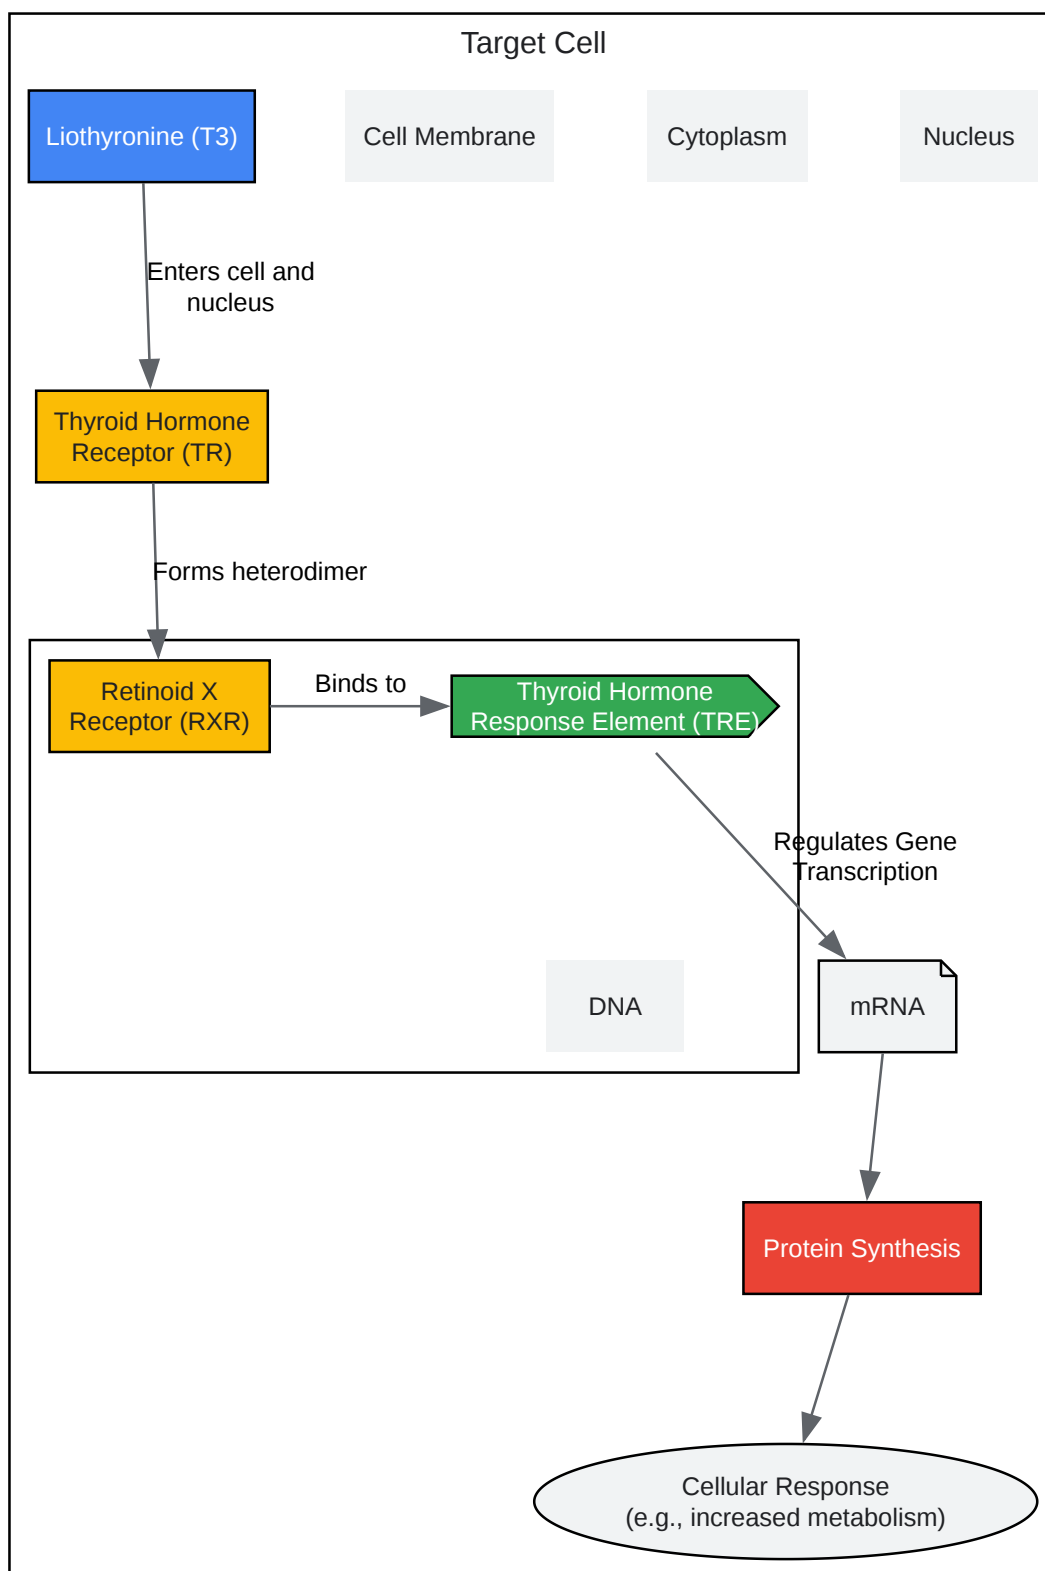 Target Cell
Liothyronine (T3)
Cell Membrane
Cytoplasm
Nucleus
Enters cell and
nucleus
Thyroid Hormone
Receptor (TR)
Forms heterodimer
Retinoid X
Receptor (RXR)
Binds to
Thyroid Hormone
Response Element (TRE)
Regulates Gene
Transcription
DNA
mRNA
Protein Synthesis
Cellular Response
(e.g., increased metabolism)